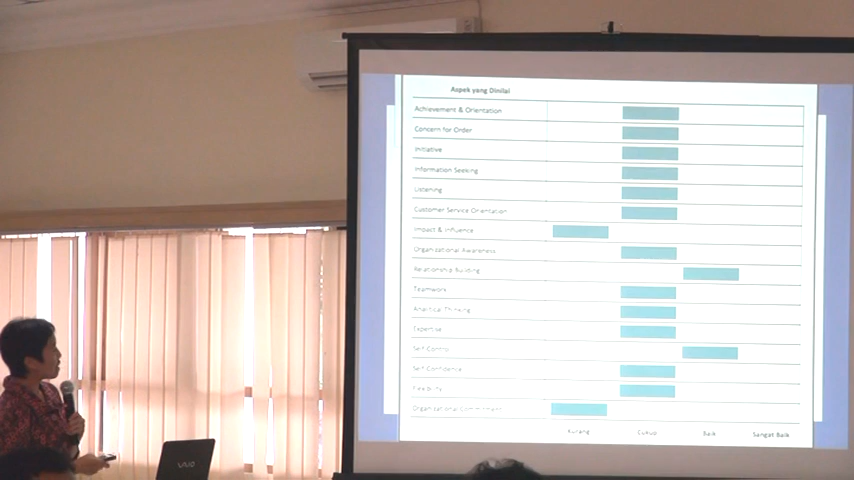 Aspek yang Dinilai
Achievement & Orientation
Concern for Order
Initiative
Information Seeking
Listening
Customer Service Orientation
Impact & Influence
Organizational Awareness
Relationship Building
Teamwork
Analitical Thinking
Expertise
Self Control
Self Confidence
Flexibility
Organizational Commitment
Kurang Cukup Baik Sangat Baik
VAIO